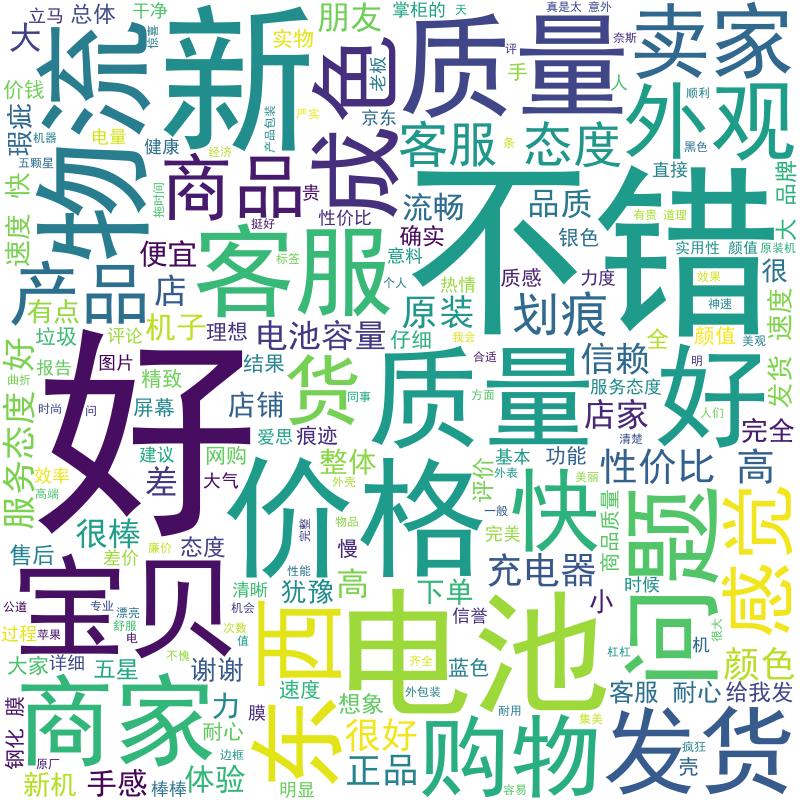 立马
总体
干净
朋友
掌柜的
天
真是太
意外
大
流
惊喜
新
实物
成色
老板
手
评
质量
奈斯
人
卖家
价钱
瑕疵
电量
严实
京东
外观
顺利
物
机器
健康
经济
产品包装
客服
态度
条
黑色
五颗星
商品
贵
性价比
流畅
不错
品质
直接
品牌
快
速度
拖时间
挺好
确实
银色
有贵
道理
大
产品
便宜
客服
标签
意料
质感
力度
实用性
颜值
原装机
有点
店
个人
热情
原装
划痕
很
效果
神速
速度
垃圾
评论
机子
理想
电池容量
仔细
我会
全
颜值
美观
发货
好
报告
图片
结果
货
质量
合适
信赖
好
明
曲折
精致
服务态度
同事
方面
时尚
问
好
屏幕
店铺
爱思
痕迹
店家
人们
完全
服务态度
建议
网购
整体
基本
功能
清楚
效率
差
大气
外壳
价格
评价
外表
性价比
高
高端
很棒
完整
物品
快
美丽
一般
商品质量
问题
感觉
售后
差价
态度
慢
完美
廉价
性能
充电器
宝贝
清晰
犹豫
高
下单
时候
公道
专业
漂亮
机会
西
电池
信誉
小
很大
过程
苹果
舒服
电
次数
值
杠杠
不愧
大家
详细
五星
谢谢
齐全
蓝色
机
颜色
商家
力
速度
东
想象
外包装
耐用
客服
耐心
给我发
钢化
膜
耐心
膜
很好
购物
集美
发货
疯狂
原厂
边框
正品
壳
新机
手感
棒棒
体验
明显
容易